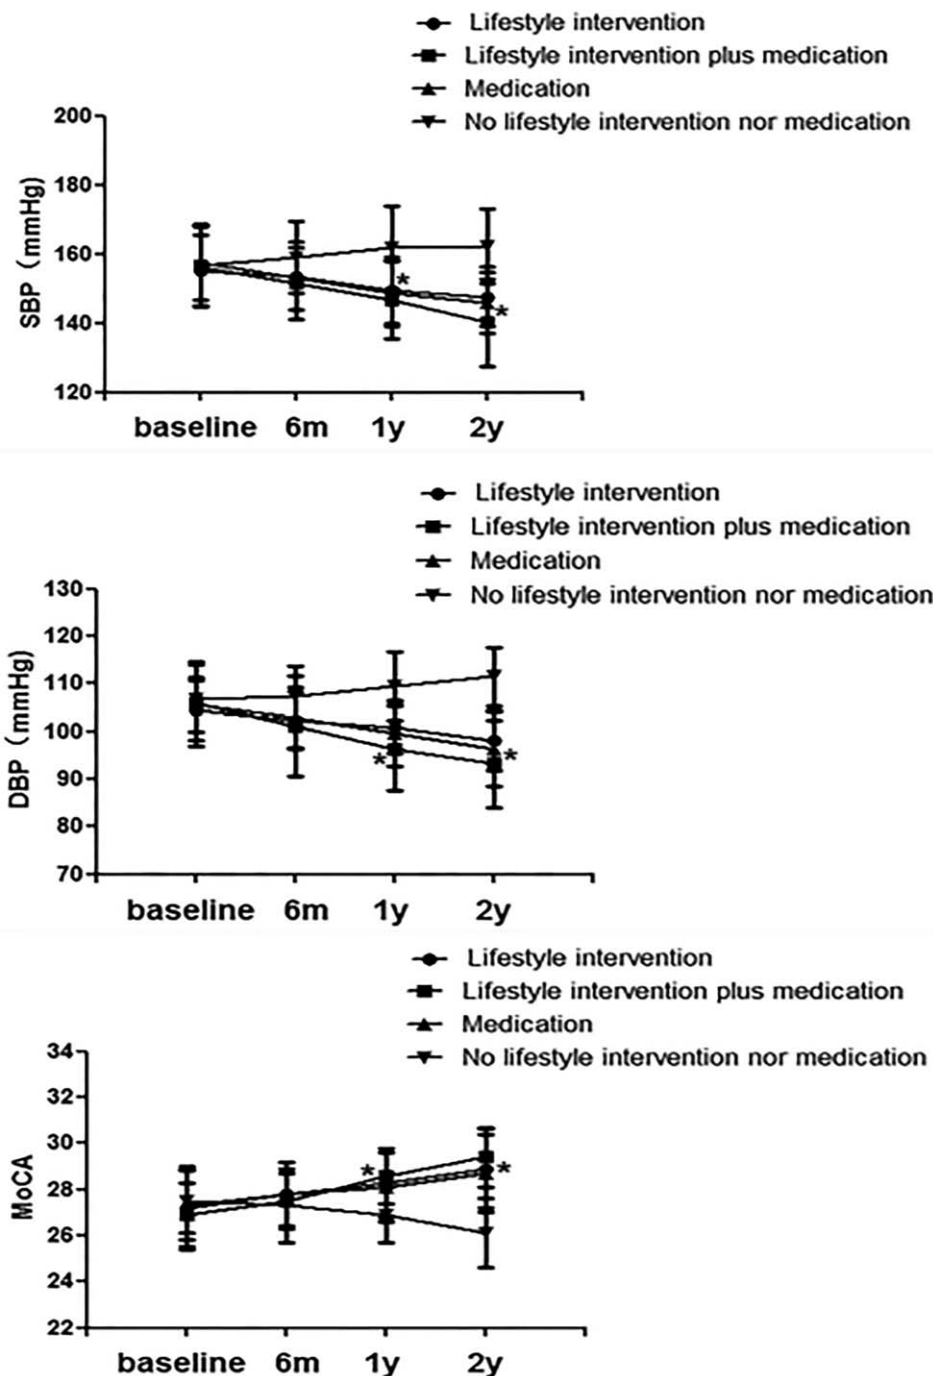 Lifestyle intervention
Lifestyle intervention plus medication
Medication
No lifestyle intervention nor medication
SBP (mmHg)
200
180
160
140
120
*
*
baseline 6m 1y 2y
Lifestyle intervention
Lifestyle intervention plus medication
Medication
No lifestyle intervention nor medication
DBP (mmHg)
130
120
110
100
90
80
70
*
*
baseline 6m 1y 2y
Lifestyle intervention
Lifestyle intervention plus medication
Medication
No lifestyle intervention nor medication
MoCA
34
32
30
28
26
24
22
*
*
baseline 6m 1y 2y